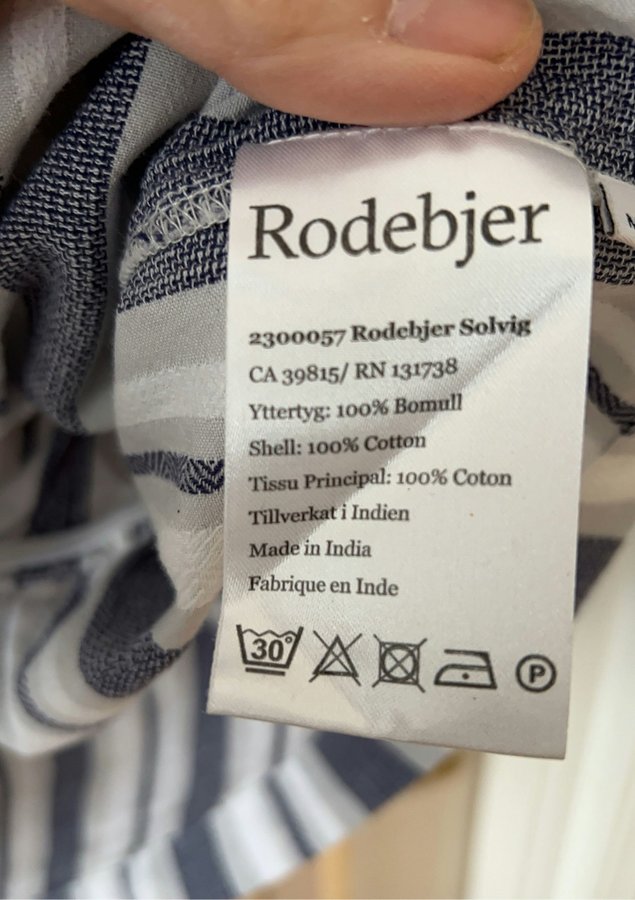 Rodebjer
2300057 Rodebjer Solvig
CA 39815/ RN 131738
Yttertyg: 100% Bomull
Shell: 100% Cotton
Tissu Principal: 100% Coton
Tillverkat i Indien
Made in India
Fabrique en Inde
30° P